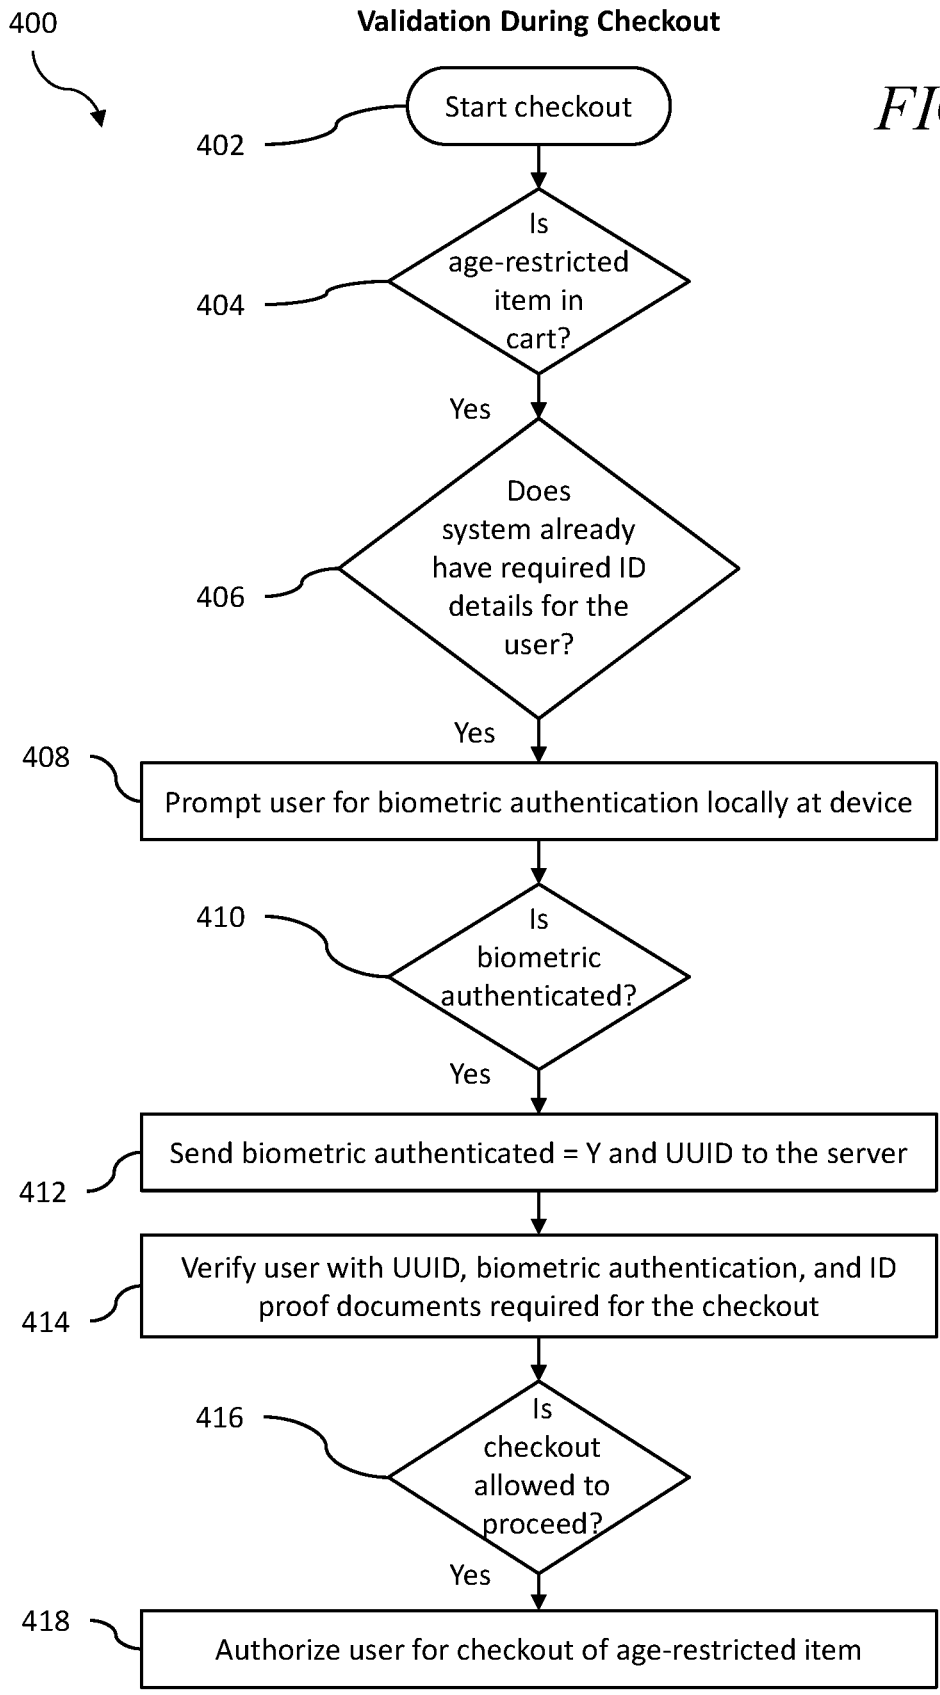 400
Validation During Checkout
Start checkout
FI
402
Is
age-restricted
item in
cart?
404
Yes
Does
system already
have required ID
details for the
user?
406
Yes
408
Prompt user for biometric authentication locally at device
410
Is
biometric
authenticated?
Yes
Send biometric authenticated = Y and UUID to the server
412
Verify user with UUID, biometric authentication, and ID
proof documents required for the checkout
414
416
Is
checkout
allowed to
proceed?
Yes
418
Authorize user for checkout of age-restricted item